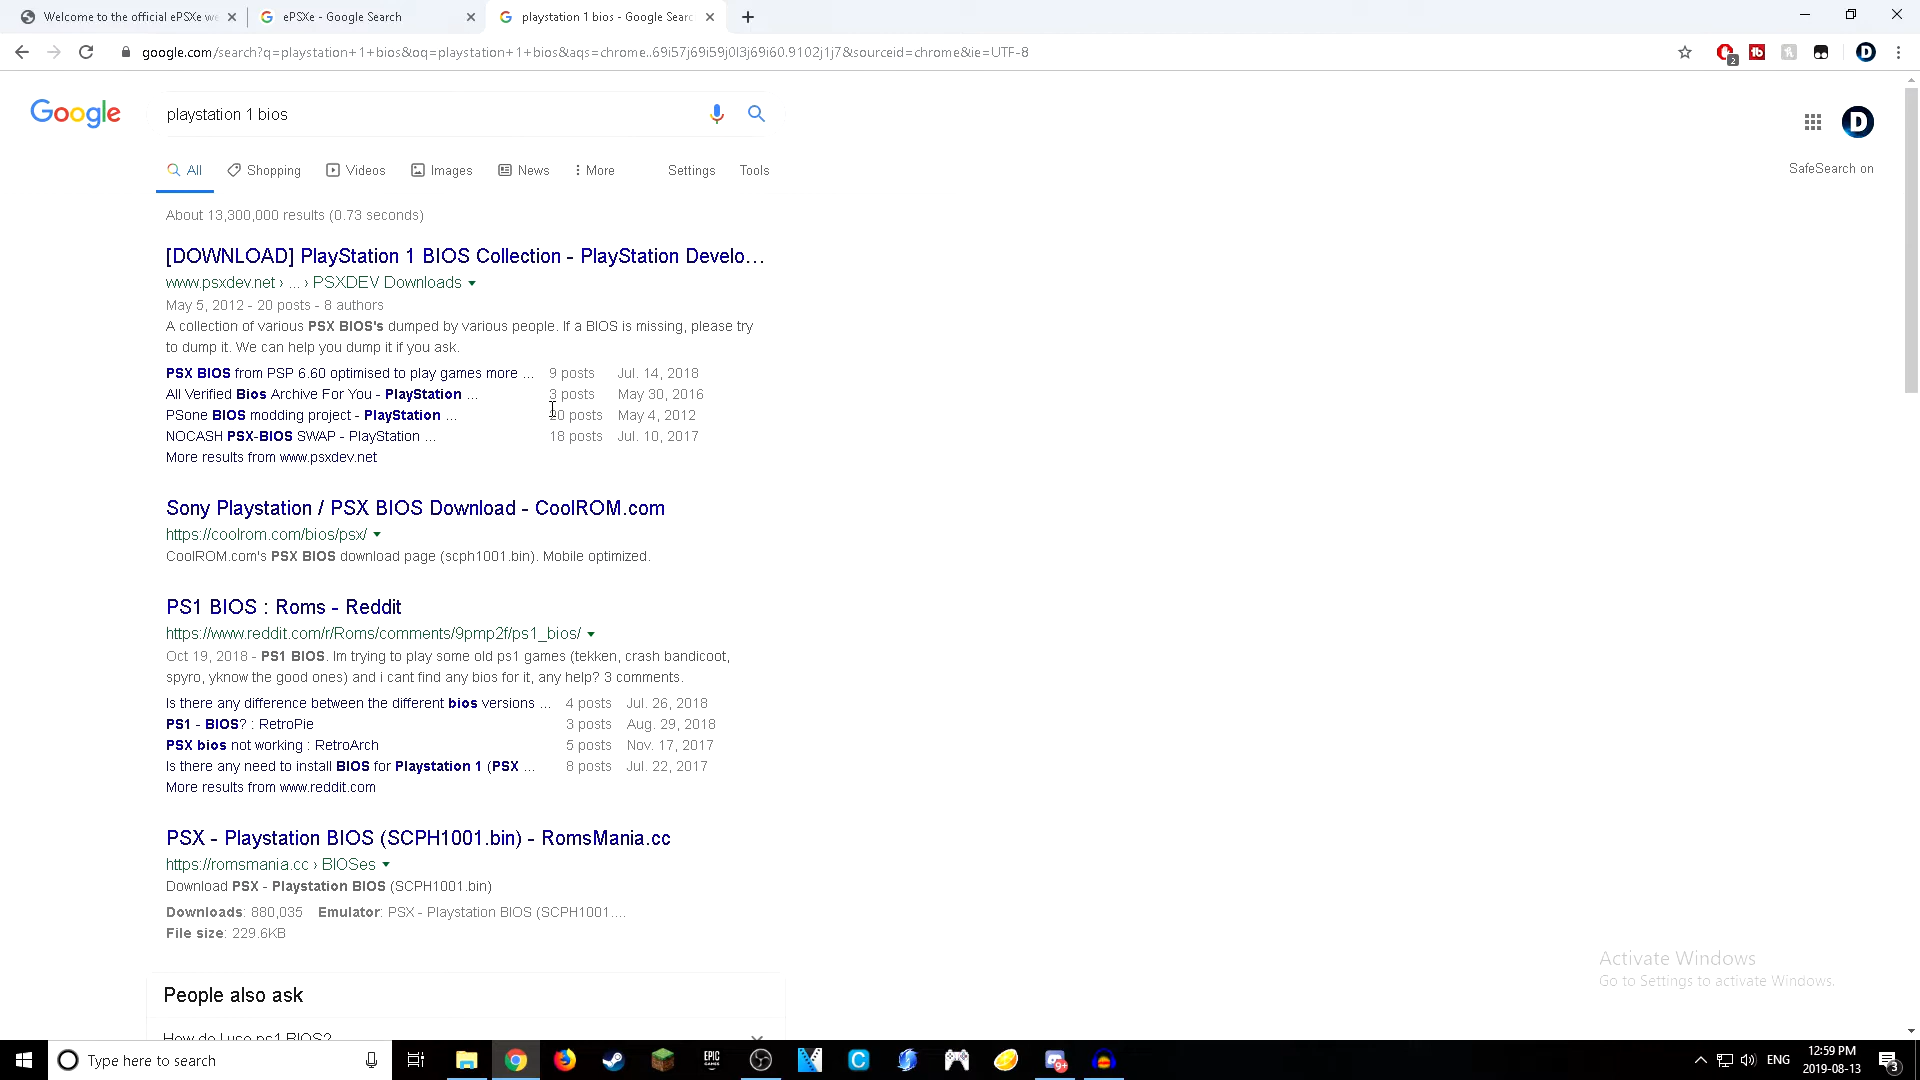 Welcome to the official ePSXe we
ePSXe - Google Search
playstation 1 bios - Google Searc
google.com/search?q=playstation+1+bios&oq=playstation+1+bios&aqs=chrome..69i57j69i59j0l3j69i60.9102j1j7&sourceid=chrome&ie=UTF-8
2
tb
D
Google
playstation 1 bios
D
All
Shopping
Videos
Images
News
More
Settings
Tools
SafeSearch on
About 13,300,000 results (0.73 seconds)
[DOWNLOAD] PlayStation 1 BIOS Collection - PlayStation Develo...
www.psxdev.net › ... › PSXDEV Downloads
May 5, 2012 - 20 posts - 8 authors
A collection of various PSX BIOS's dumped by various people. If a BIOS is missing, please try
to dump it. We can help you dump it if you ask.
PSX BIOS from PSP 6.60 optimised to play games more ... 9 posts Jul. 14, 2018
All Verified Bios Archive For You - PlayStation ... 3 posts May 30, 2016
PSone BIOS modding project - PlayStation ... 20 posts May 4, 2012
NOCASH PSX-BIOS SWAP - PlayStation ... 18 posts Jul. 10, 2017
More results from www.psxdev.net
Sony Playstation / PSX BIOS Download - CoolROM.com
https://coolrom.com/bios/psx/
CoolROM.com's PSX BIOS download page (scph1001.bin). Mobile optimized.
PS1 BIOS : Roms - Reddit
https://www.reddit.com/r/Roms/comments/9pmp2f/ps1_bios/
Oct 19, 2018 - PS1 BIOS. Im trying to play some old ps1 games (tekken, crash bandicoot,
spyro, yknow the good ones) and i cant find any bios for it, any help? 3 comments.
Is there any difference between the different bios versions ... 4 posts Jul. 26, 2018
PS1 - BIOS? : RetroPie 3 posts Aug. 29, 2018
PSX bios not working : RetroArch 5 posts Nov. 17, 2017
Is there any need to install BIOS for Playstation 1 (PSX ... 8 posts Jul. 22, 2017
More results from www.reddit.com
PSX - Playstation BIOS (SCPH1001.bin) - RomsMania.cc
https://romsmania.cc › BIOSes
Download PSX - Playstation BIOS (SCPH1001.bin)
Downloads: 880,035 Emulator: PSX - Playstation BIOS (SCPH1001....
File size: 229.6KB
Activate Windows
Go to Settings to activate Windows.
People also ask
How do I use ps1 BIOS?
Type here to search
EPIC GAMES
C
9+
ENG
12:59 PM
2019-08-13
3